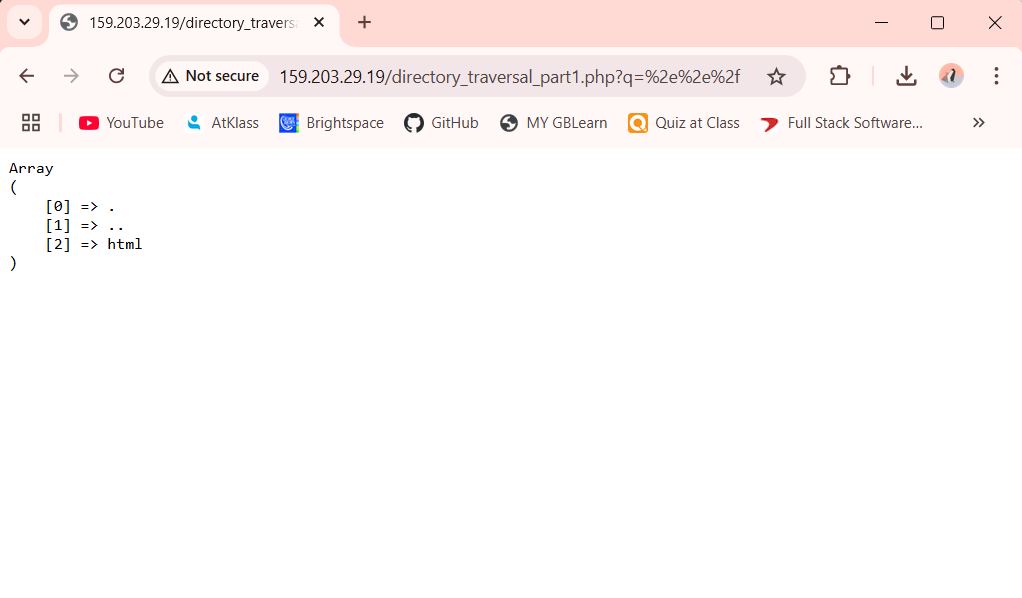 159.203.29.19/directory_travers
Not secure 159.203.29.19/directory_traversal_part1.php?q=%2e%2e%2f
YouTube AtKlass Brightspace GitHub MY GBLearn Quiz at Class Full Stack Software...
Array
(
[0] => .
[1] => ..
[2] => html
)